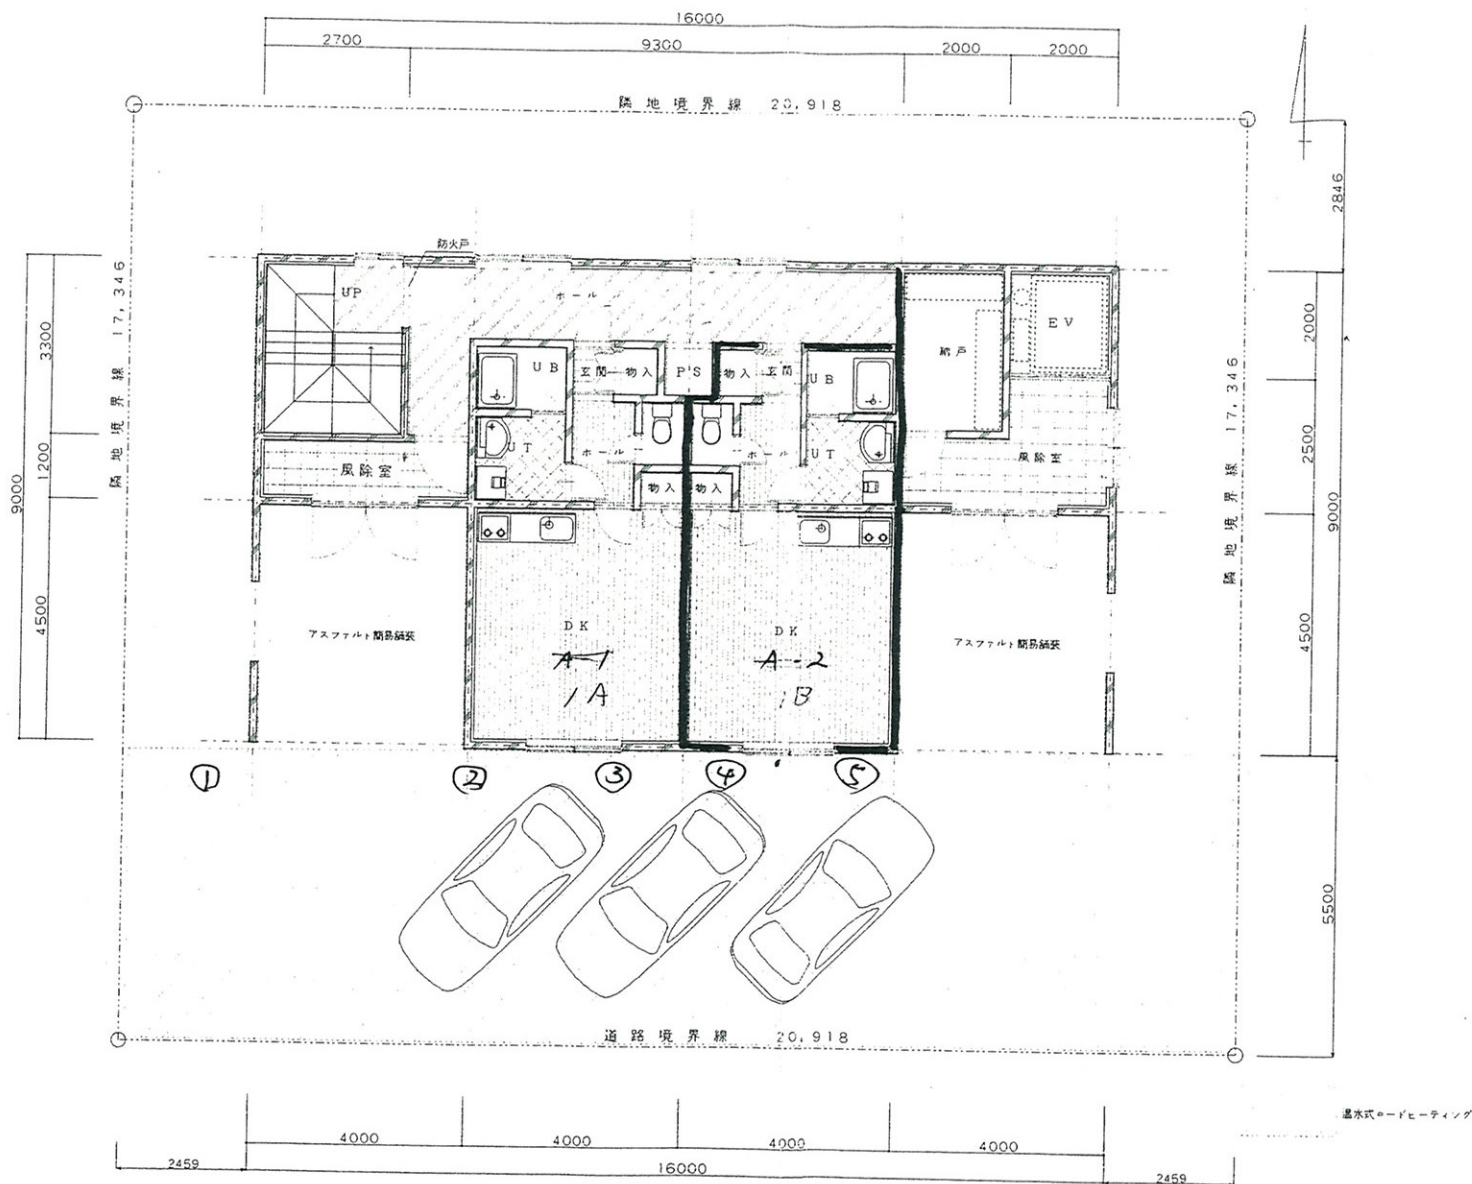 16000
2700 9300 2000 2000
隣地境界線 20,918
2846
隣地境界線 17,346
防火戸
UP
ホール
EV
納戸
UB 玄関 物入 PS 物入 玄関 UB
3300
2000
UT ホール ホール UT
風除室
風除室
物入 物入
1200
2500
9000
9000
隣地境界線 17,346
4500
4500
アスファルト簡易舗装
DK
A-1
1A
DK
A-2
1B
アスファルト簡易舗装
① ② ③ ④ ⑤
5500
道路境界線 20,918
温水式ロードヒーティング
4000 4000 4000 4000
2459 16000 2459